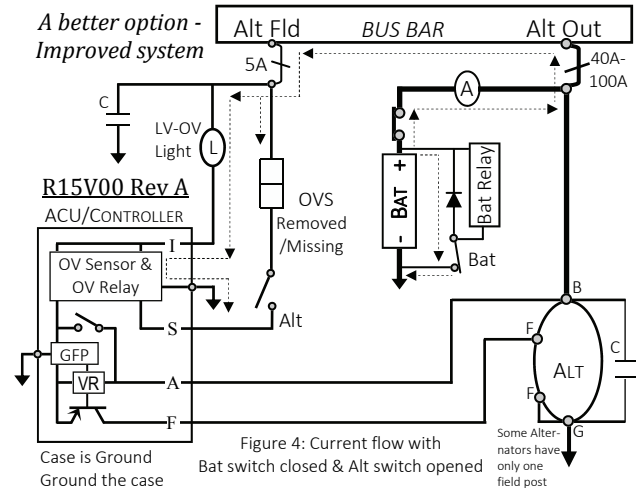 A better option -
Improved system
Alt Fld
BUS BAR
Alt Out
5A
40A-
100A
C
LV-OV
Light
L
A
R15V00 Rev A
ACU/CONTROLLER
OVS
Removed
/Missing
BAT
+
-
Bat Relay
Bat
I
OV Sensor &
OV Relay
S
Alt
GFP
VR
A
F
B
F
ALT
C
F
G
Case is Ground
Ground the case
Figure 4: Current flow with
Bat switch closed & Alt switch opened
Some Alter-
nators have
only one
field post